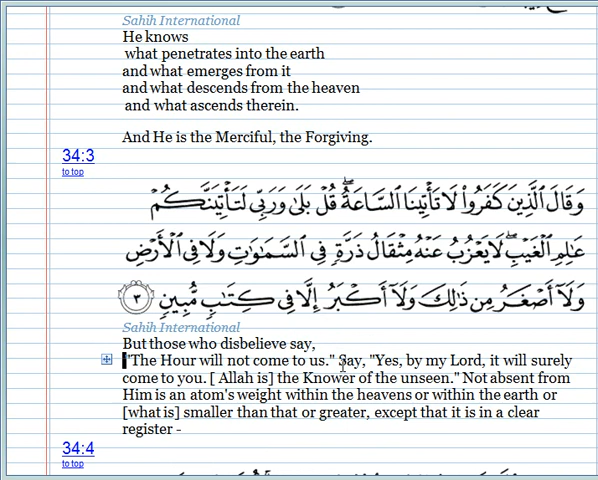 Sahih International
He knows
what penetrates into the earth
and what emerges from it
and what descends from the heaven
and what ascends therein.
And He is the Merciful, the Forgiving.
34:3
to top
وَقَالَ ٱلَّذِينَ كَفَرُوا۟ لَا تَأْتِينَا ٱلسَّاعَةُ ۖ قُلْ بَلَىٰ وَرَبِّى لَتَأْتِيَنَّكُمْ
عَـٰلِمِ ٱلْغَيْبِ ۖ لَا يَعْزُبُ عَنْهُ مِثْقَالُ ذَرَّةٍ فِى ٱلسَّمَـٰوَٰتِ وَلَا فِى ٱلْأَرْضِ
وَلَآ أَصْغَرُ مِن ذَٰلِكَ وَلَآ أَكْبَرُ إِلَّا فِى كِتَـٰبٍ مُّبِينٍ ٣
Sahih International
But those who disbelieve say,
"The Hour will not come to us." Say, "Yes, by my Lord, it will surely
come to you. [ Allah is] the Knower of the unseen." Not absent from
Him is an atom's weight within the heavens or within the earth or
[what is] smaller than that or greater, except that it is in a clear
register -
34:4
to top